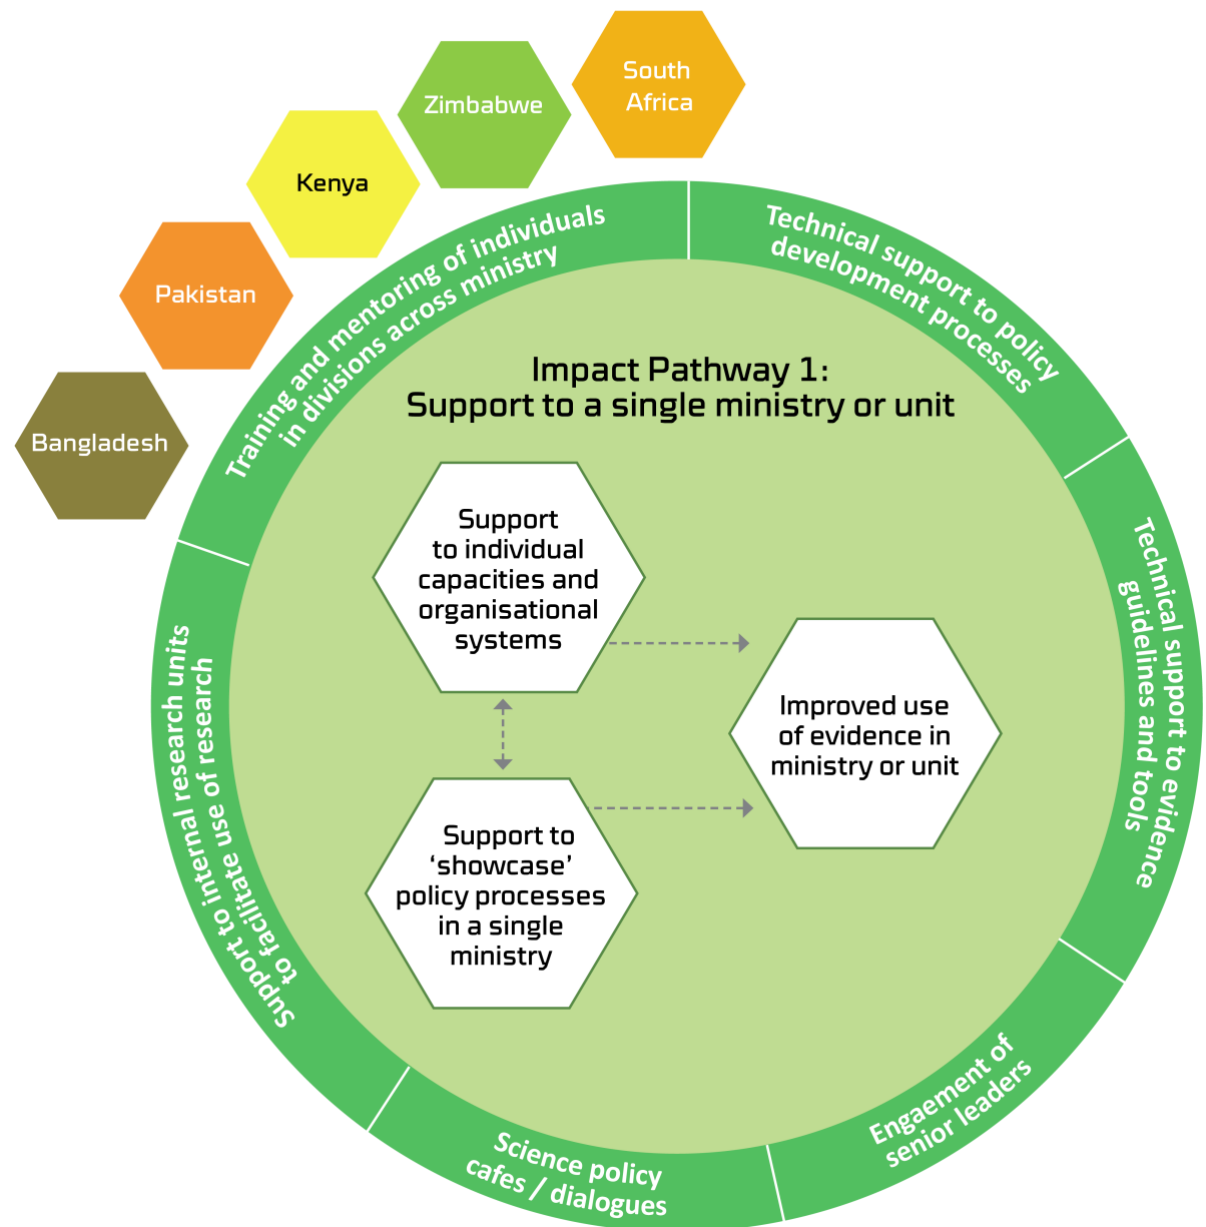 South
Africa
Zimbabwe
Kenya
Pakistan
Bangladesh
Training and mentoring of individuals
in divisions across ministry
Technical support to policy
development processes
Technical support to evidence
guidelines and tools
Engaement of
senior leaders
Science policy
cafes / dialogues
Support to internal research units
to facilitate use of research
Impact Pathway 1:
Support to a single ministry or unit
Support
to individual
capacities and
organisational
systems
Improved use
of evidence in
ministry or unit
Support to
‘showcase’
policy processes
in a single
ministry